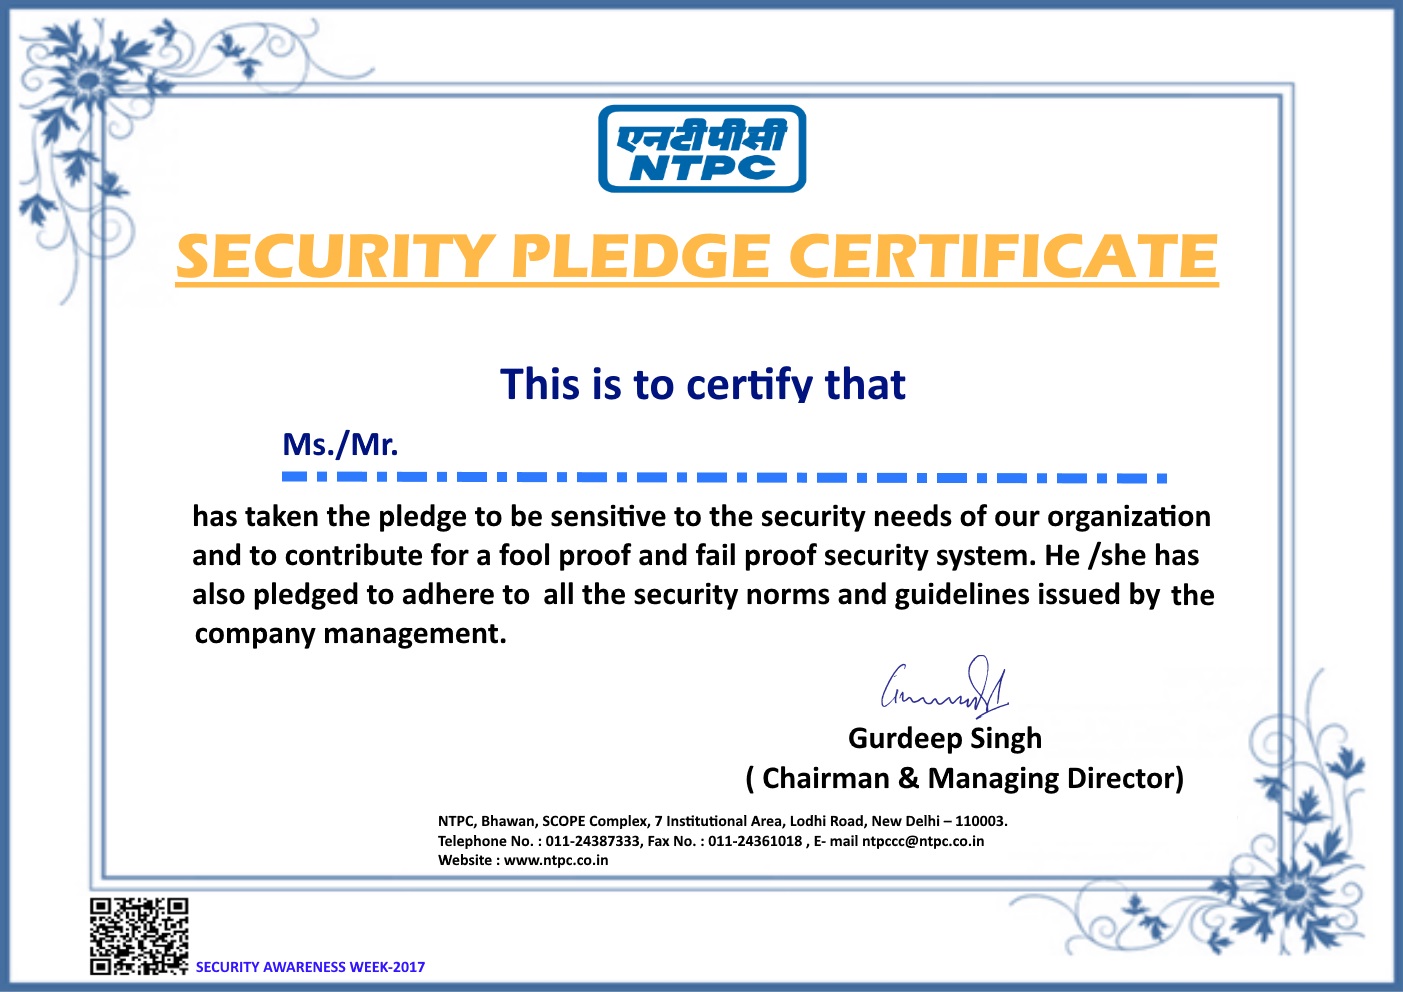 एनटीपीसी
NTPC
SECURITY PLEDGE CERTIFICATE
This is to certify that
Ms./Mr.
has taken the pledge to be sensitive to the security needs of our organization
and to contribute for a fool proof and fail proof security system. He /she has
also pledged to adhere to all the security norms and guidelines issued by the
company management.
Gurdeep Singh
( Chairman & Managing Director)
NTPC, Bhawan, SCOPE Complex, 7 Institutional Area, Lodhi Road, New Delhi – 110003.
Telephone No. : 011-24387333, Fax No. : 011-24361018 , E- mail ntpccc@ntpc.co.in
Website : www.ntpc.co.in
SECURITY AWARENESS WEEK-2017